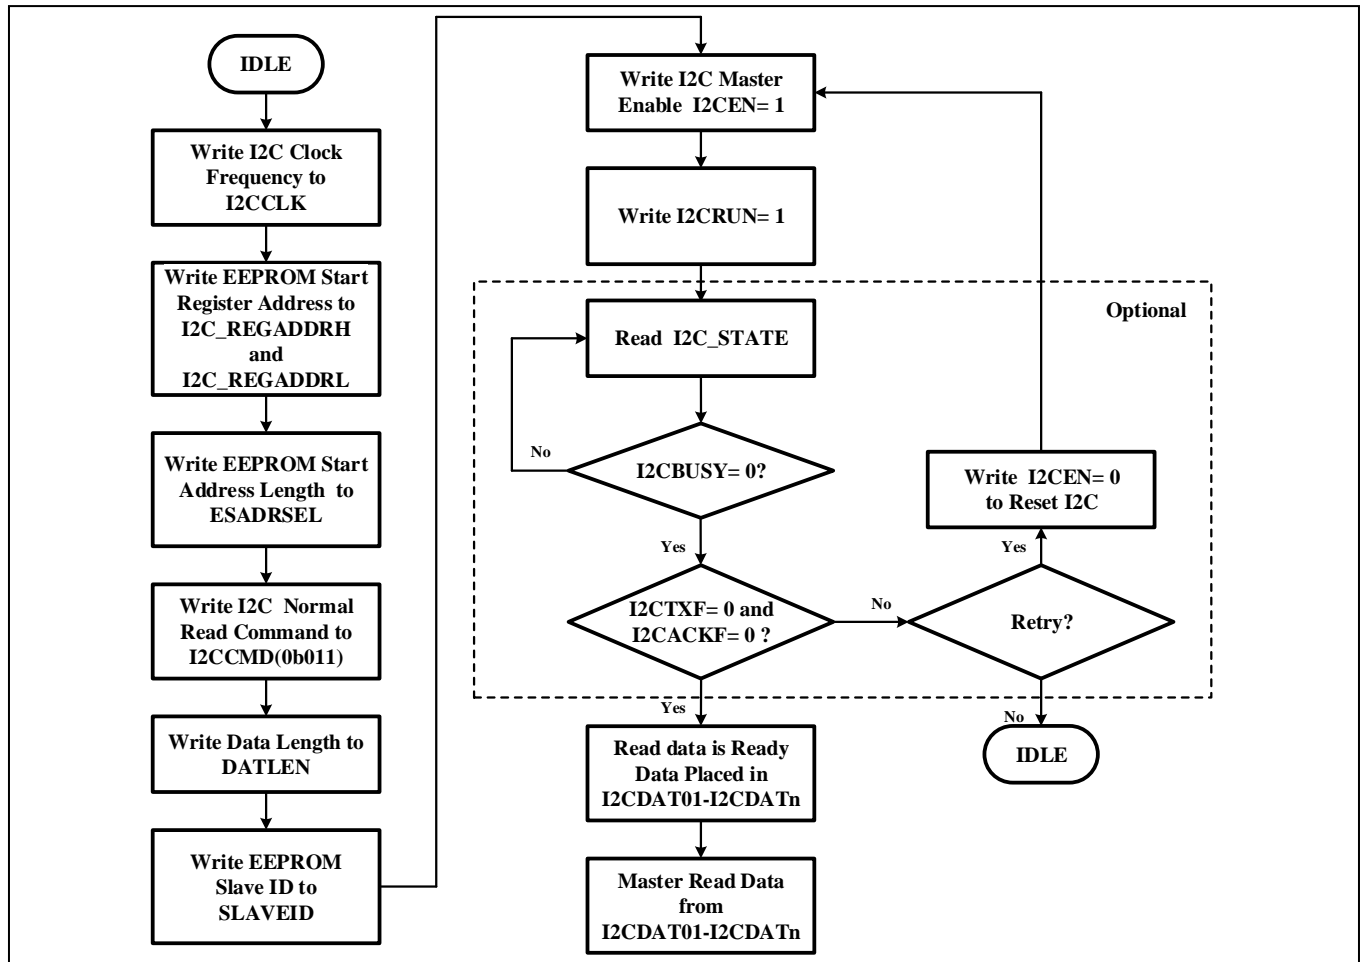 IDLE
Write I2C Clock
Frequency to
I2CCLK
Write EEPROM Start
Register Address to
I2C_REGADDRH
and
I2C_REGADDRL
Write EEPROM Start
Address Length to
ESADRSEL
Write I2C Normal
Read Command to
I2CCMD(0b011)
Write Data Length to
DATLEN
Write EEPROM
Slave ID to
SLAVEID
Write I2C Master
Enable I2CEN= 1
Write I2CRUN= 1
Optional
Read I2C_STATE
No
I2CBUSY= 0?
Yes
I2CTXF= 0 and
I2CACKF= 0 ?
No
Retry?
Yes
Write I2CEN= 0
to Reset I2C
No
IDLE
Yes
Read data is Ready
Data Placed in
I2CDAT01-I2CDATn
Master Read Data
from
I2CDAT01-I2CDATn